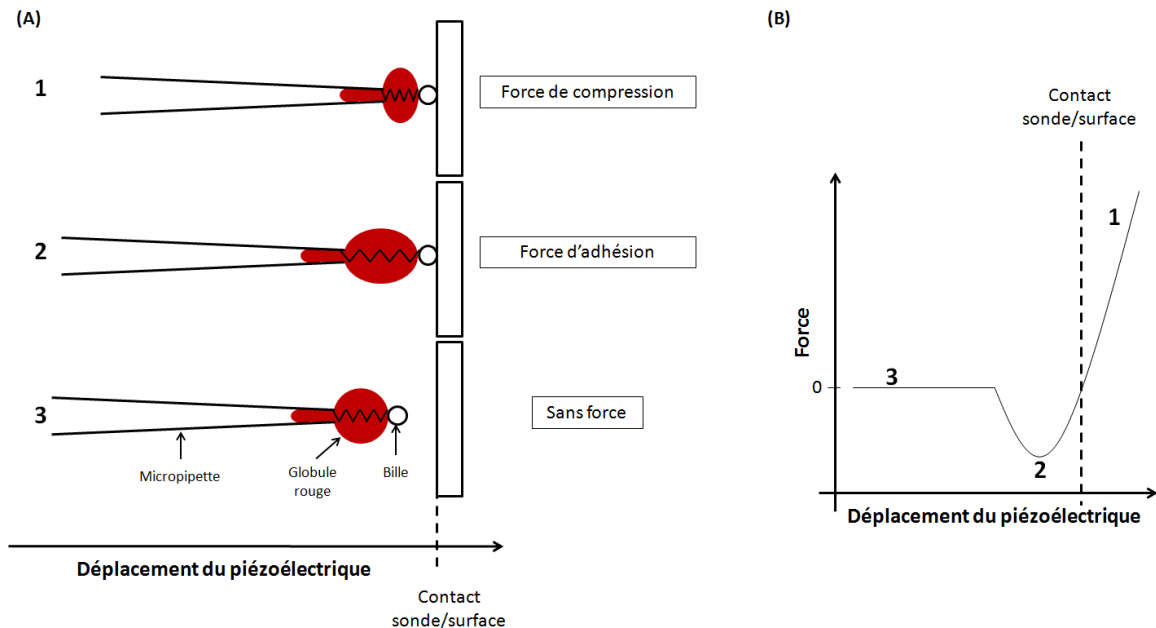 (A)
1
Force de compression
2
Force d'adhésion
3
Sans force
Micropipette
Globule
rouge
Bille
Déplacement du piézoélectrique
Contact
sonde/surface
(B)
Contact
sonde/surface
Force
0
1
2
3
Déplacement du piézoélectrique